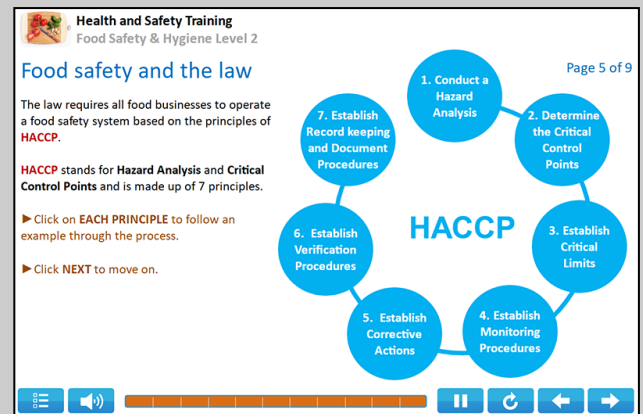 Health and Safety Training
Food Safety & Hygiene Level 2
Food safety and the law
Page 5 of 9
The law requires all food businesses to operate
a food safety system based on the principles of
HACCP.
HACCP stands for Hazard Analysis and Critical
Control Points and is made up of 7 principles.
►Click on EACH PRINCIPLE to follow an
example through the process.
►Click NEXT to move on.
1. Conduct a
Hazard
Analysis
2. Determine
the Critical
Control
Points
3. Establish
Critical
Limits
4. Establish
Monitoring
Procedures
5. Establish
Corrective
Actions
6. Establish
Verification
Procedures
7. Establish
Record keeping
and Document
Procedures
HACCP